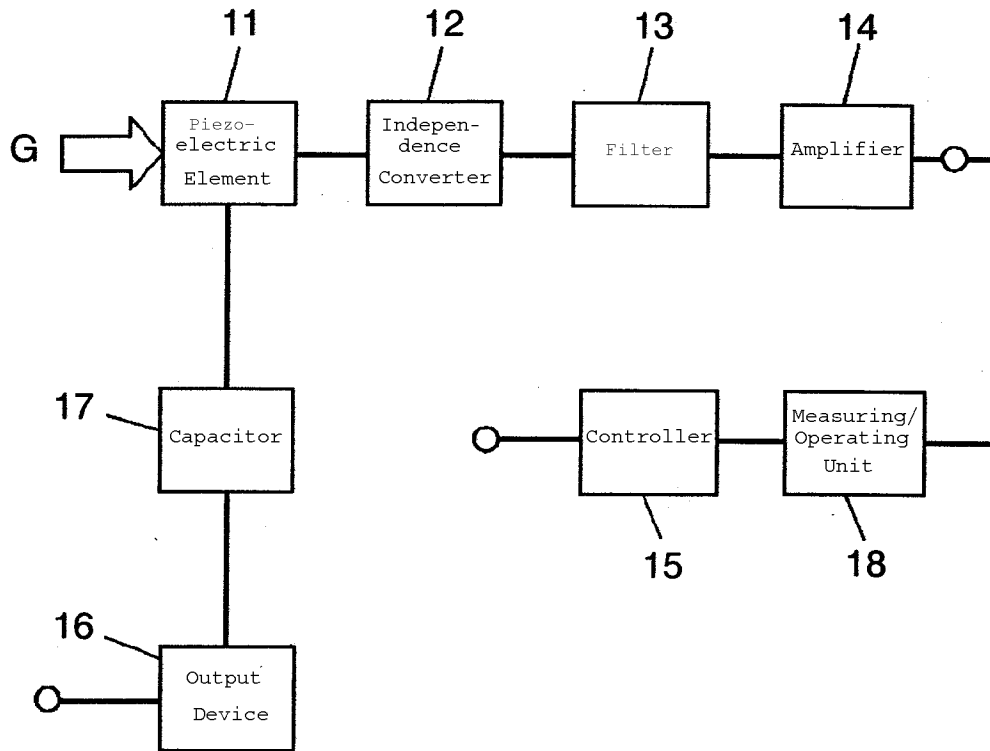 11
12
13
14
G
Piezo-
electric
Element
Indepen-
dence
Converter
Filter
Amplifier
17
Capacitor
Controller
Measuring/
Operating
Unit
15
18
16
Output
Device